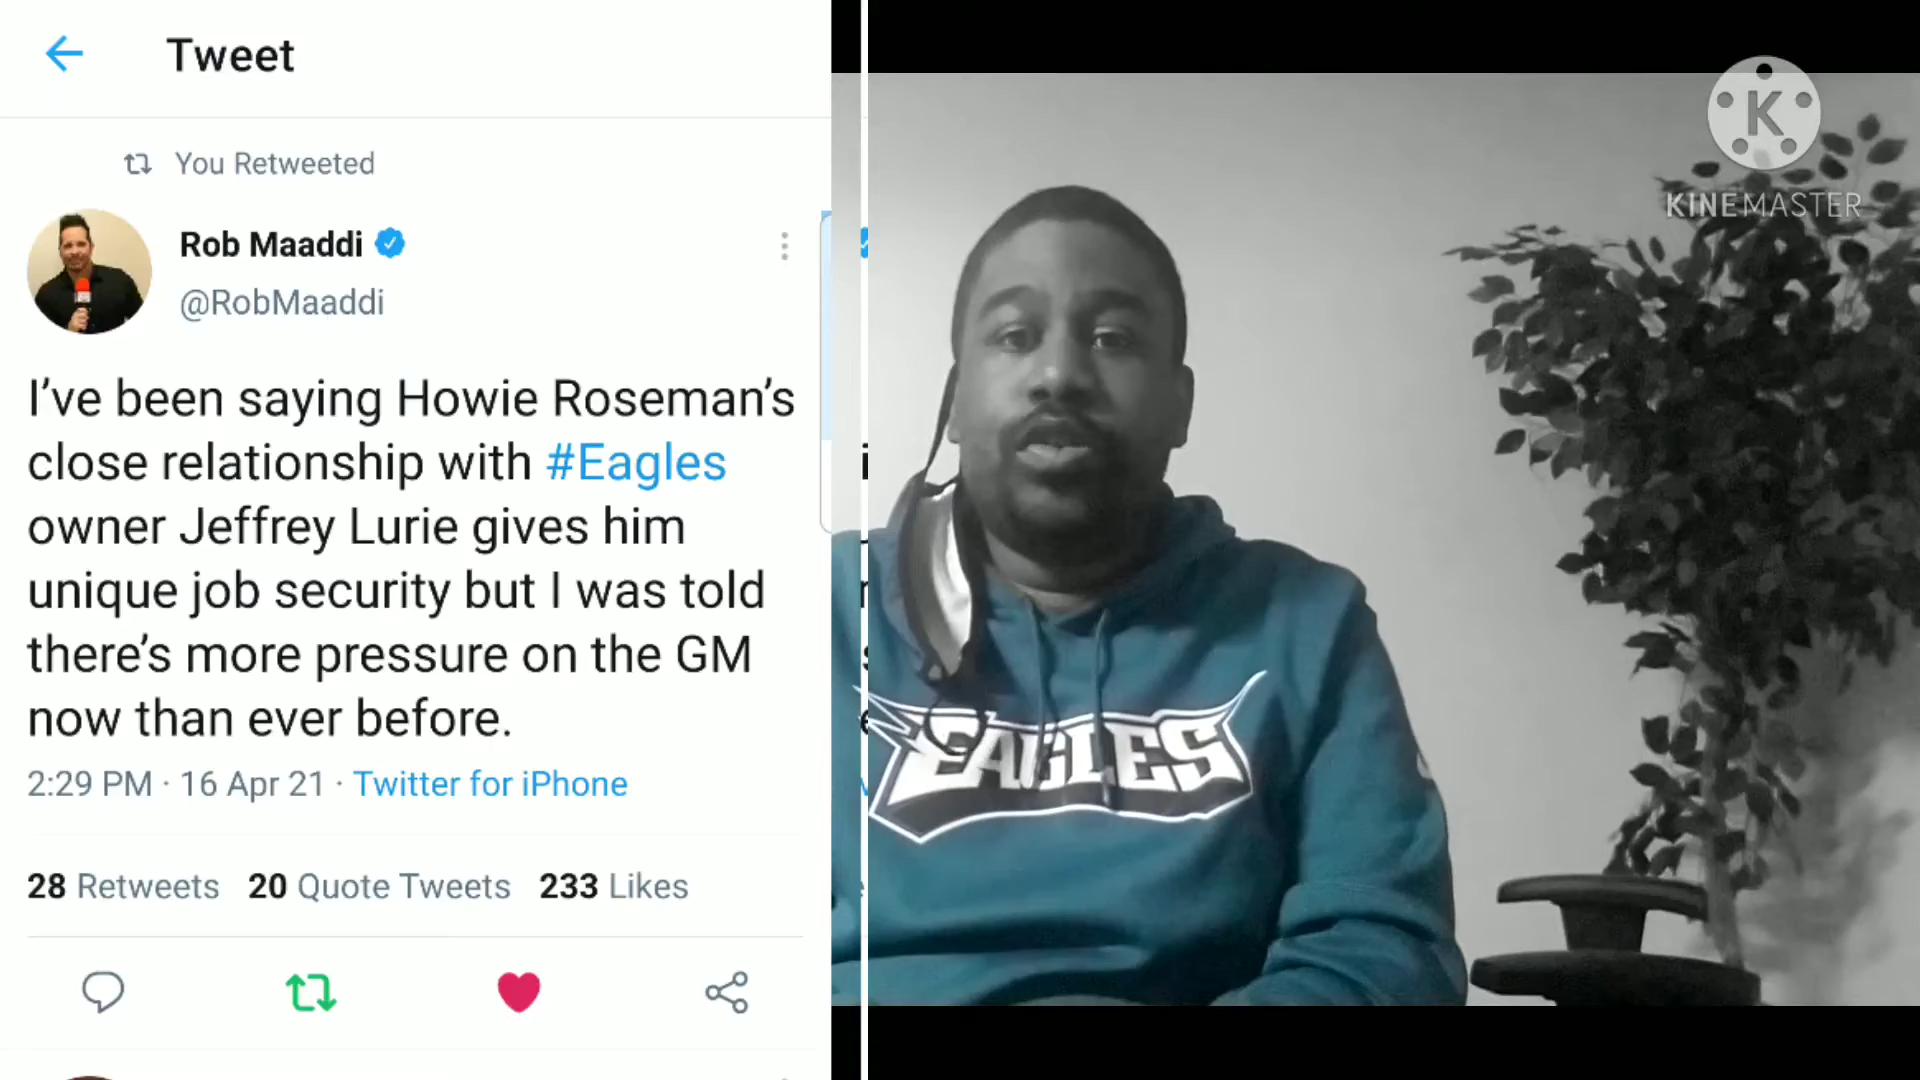 Tweet
You Retweeted
Rob Maaddi
@RobMaaddi
I've been saying Howie Roseman's
close relationship with #Eagles
owner Jeffrey Lurie gives him
unique job security but I was told
there's more pressure on the GM
now than ever before.
2:29 PM · 16 Apr 21 · Twitter for iPhone
28 Retweets 20 Quote Tweets 233 Likes
K
KINEMASTER
EAGLES